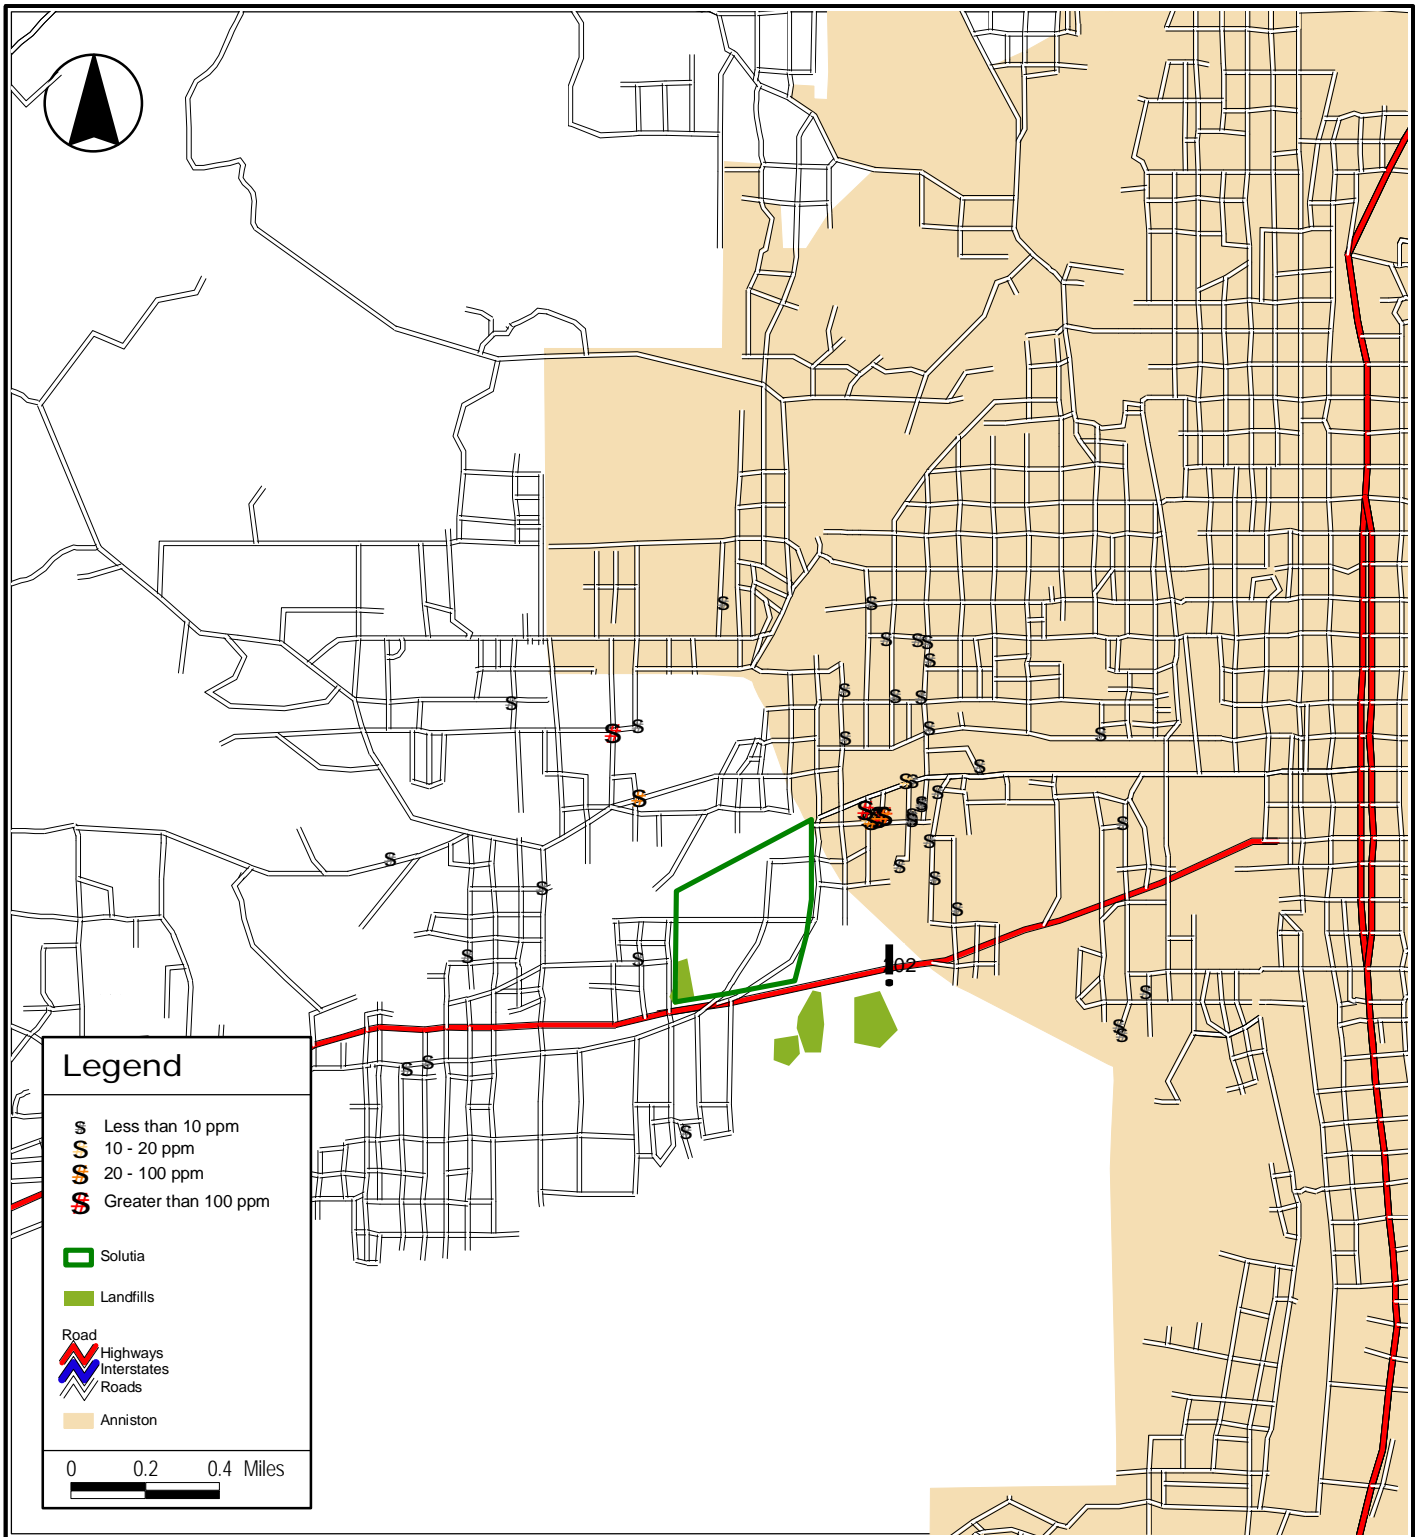 202
Legend
Less than 10 ppm
10 - 20 ppm
20 - 100 ppm
Greater than 100 ppm
Solutia
Landfills
Road
Highways
Interstates
Roads
Anniston
0 0.2 0.4 Miles